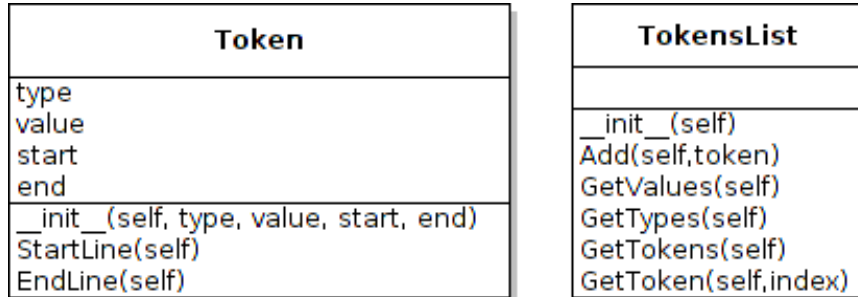 Token
type
value
start
end
__init__(self, type, value, start, end)
StartLine(self)
EndLine(self)
TokensList
__init__(self)
Add(self,token)
GetValues(self)
GetTypes(self)
GetTokens(self)
GetToken(self,index)